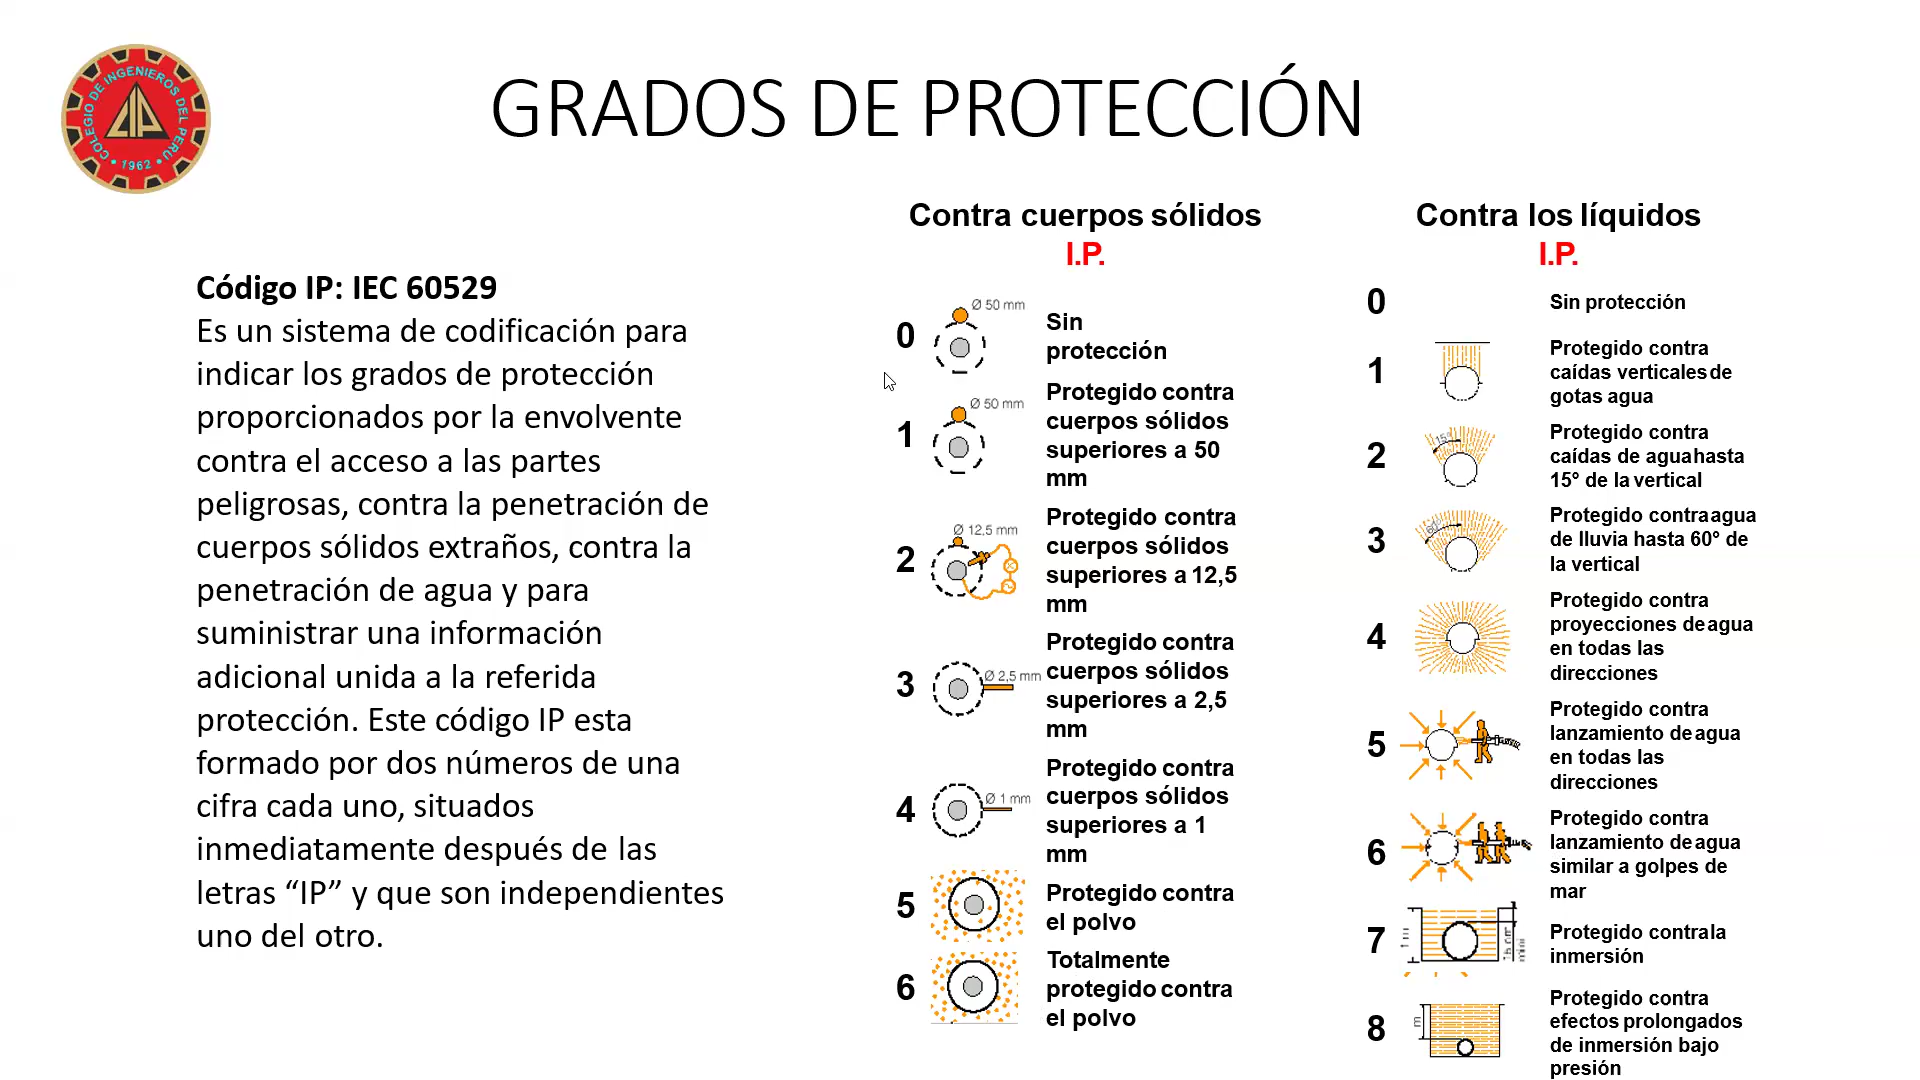 COLEGIO DE INGENIEROS DEL PERU
CIP
• 1962 •
GRADOS DE PROTECCIÓN
Código IP: IEC 60529
Es un sistema de codificación para
indicar los grados de protección
proporcionados por la envolvente
contra el acceso a las partes
peligrosas, contra la penetración de
cuerpos sólidos extraños, contra la
penetración de agua y para
suministrar una información
adicional unida a la referida
protección. Este código IP esta
formado por dos números de una
cifra cada uno, situados
inmediatamente después de las
letras “IP” y que son independientes
uno del otro.
Contra cuerpos sólidos
I.P.
0
Ø 50 mm
Sin
protección
1
Ø 50 mm
Protegido contra
cuerpos sólidos
superiores a 50
mm
2
Ø 12,5 mm
Protegido contra
cuerpos sólidos
superiores a 12,5
mm
3
Ø 2,5 mm
Protegido contra
cuerpos sólidos
superiores a 2,5
mm
4
Ø 1 mm
Protegido contra
cuerpos sólidos
superiores a 1
mm
5
Protegido contra
el polvo
6
Totalmente
protegido contra
el polvo
Contra los líquidos
I.P.
0
Sin protección
1
Protegido contra
caídas verticales de
gotas agua
2
15°
Protegido contra
caídas de agua hasta
15° de la vertical
3
60°
Protegido contra agua
de lluvia hasta 60° de
la vertical
4
Protegido contra
proyecciones de agua
en todas las
direcciones
5
Protegido contra
lanzamiento de agua
en todas las
direcciones
6
Protegido contra
lanzamiento de agua
similar a golpes de
mar
7
1 m
15 cm
mini
Protegido contra la
inmersión
8
m
Protegido contra
efectos prolongados
de inmersión bajo
presión